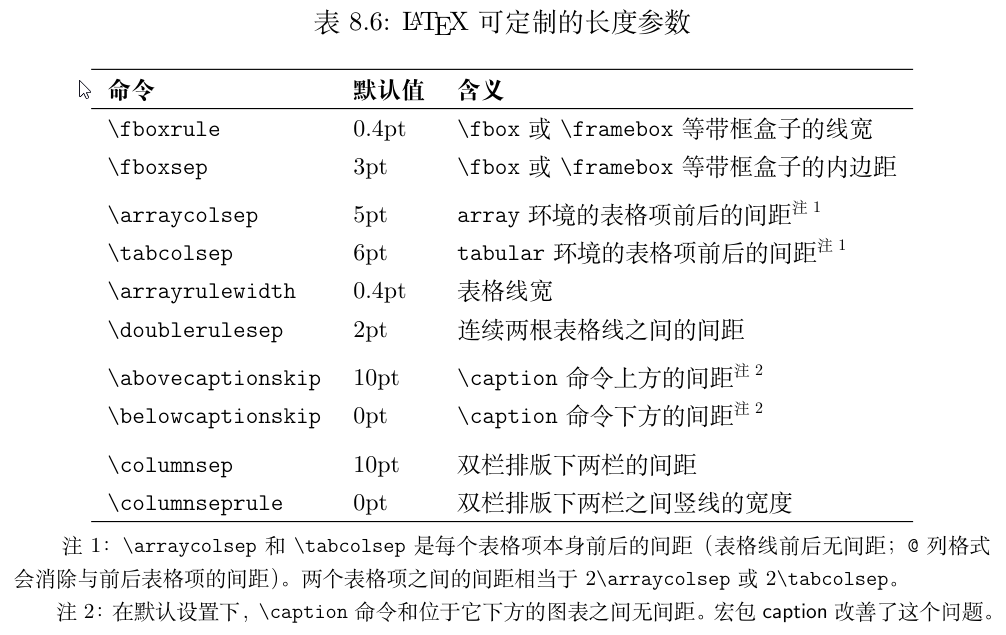 表 8.6: LATEX 可定制的长度参数
命令 默认值 含义
\fboxrule 0.4pt \fbox 或 \framebox 等带框盒子的线宽
\fboxsep 3pt \fbox 或 \framebox 等带框盒子的内边距
\arraycolsep 5pt array 环境的表格项前后的间距注 1
\tabcolsep 6pt tabular 环境的表格项前后的间距注 1
\arrayrulewidth 0.4pt 表格线宽
\doublerulesep 2pt 连续两根表格线之间的间距
\abovecaptionskip 10pt \caption 命令上方的间距注 2
\belowcaptionskip 0pt \caption 命令下方的间距注 2
\columnsep 10pt 双栏排版下两栏的间距
\columnseprule 0pt 双栏排版下两栏之间竖线的宽度
注 1：\arraycolsep 和 \tabcolsep 是每个表格项本身前后的间距（表格线前后无间距；@ 列格式
会消除与前后表格项的间距）。两个表格项之间的间距相当于 2\arraycolsep 或 2\tabcolsep。
注 2：在默认设置下，\caption 命令和位于它下方的图表之间无间距。宏包 caption 改善了这个问题。